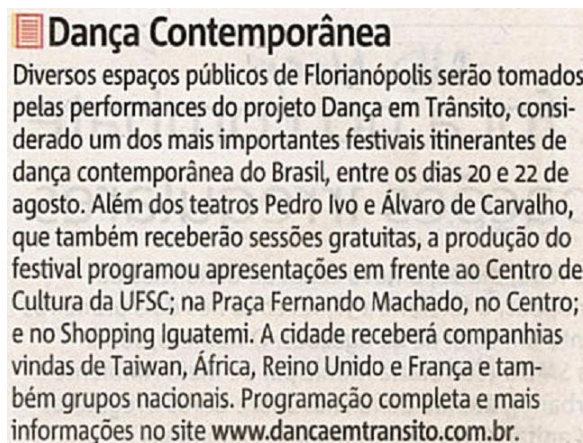 Dança Contemporânea
Diversos espaços públicos de Florianópolis serão tomados
pelas performances do projeto Dança em Trânsito, consi-
derado um dos mais importantes festivais itinerantes de
dança contemporânea do Brasil, entre os dias 20 e 22 de
agosto. Além dos teatros Pedro Ivo e Álvaro de Carvalho,
que também receberão sessões gratuitas, a produção do
festival programou apresentações em frente ao Centro de
Cultura da UFSC; na Praça Fernando Machado, no Centro;
e no Shopping Iguatemi. A cidade receberá companhias
vindas de Taiwan, África, Reino Unido e França e tam-
bém grupos nacionais. Programação completa e mais
informações no site www.dancaemtransito.com.br.